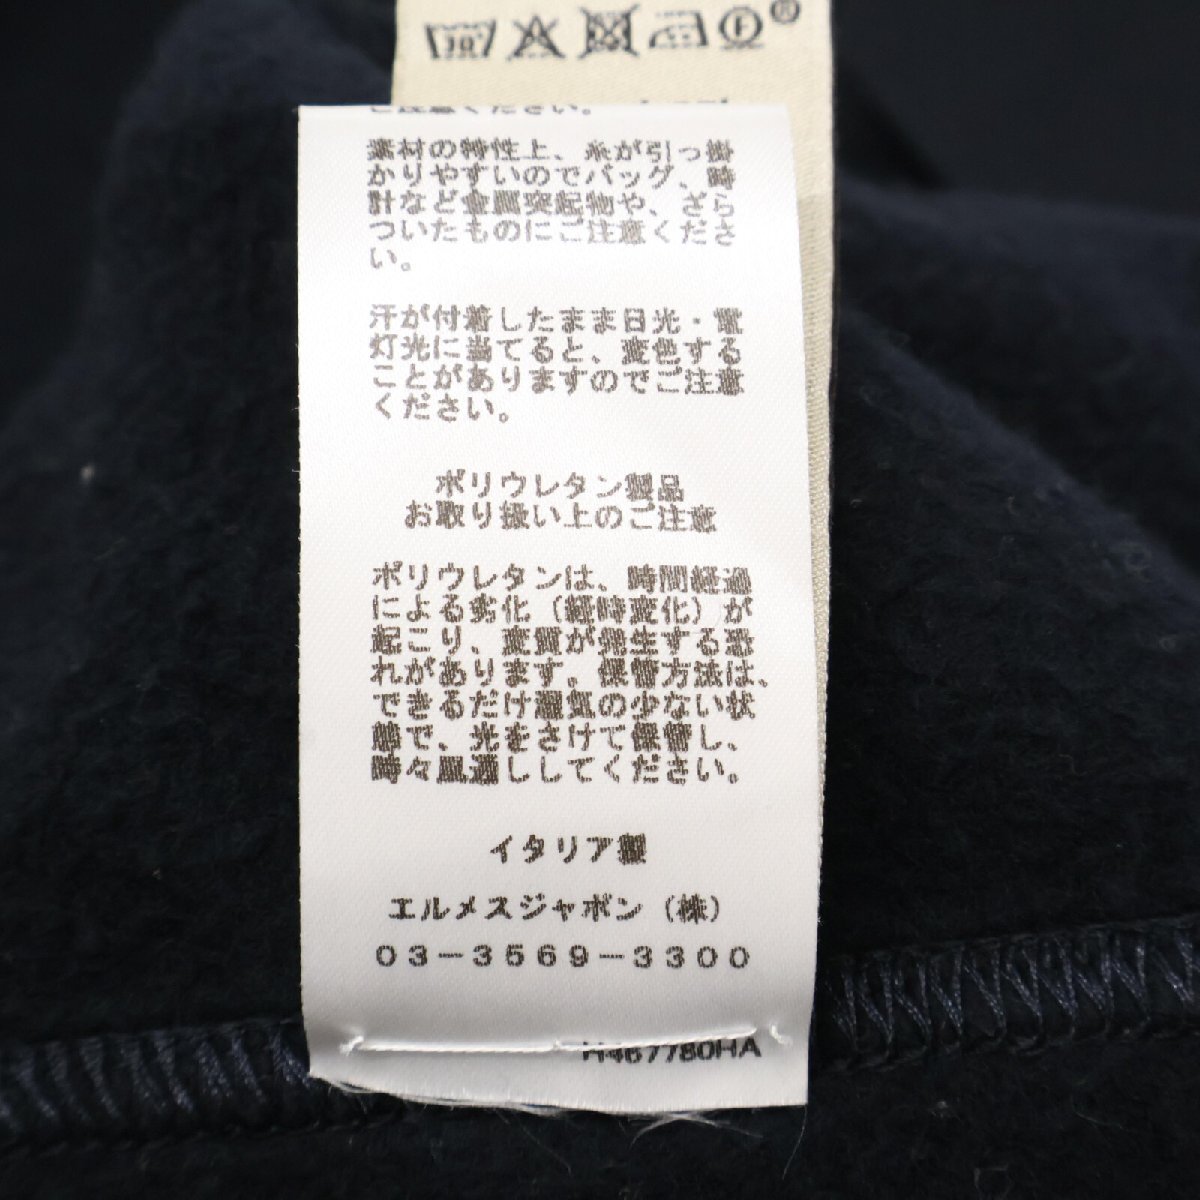 30
F
®
ご注意ください。
素材の特性上、糸が引っ掛
かりやすいのでバッグ、時
計など金属突起物や、ざら
ついたものにご注意くださ
い。
汗が付着したまま日光・電
灯光に当てると、変色する
ことがありますのでご注意
ください。
ポリウレタン製品
お取り扱い上のご注意
ポリウレタンは、時間経過
による劣化（経時変化）が
起こり、変質が発生する恐
れがあります。保管方法は、
できるだけ湿気の少ない状
態で、光をさけて保管し、
時々風通ししてください。
イタリア製
エルメスジャポン（株）
03-3569-3300
H467780HA